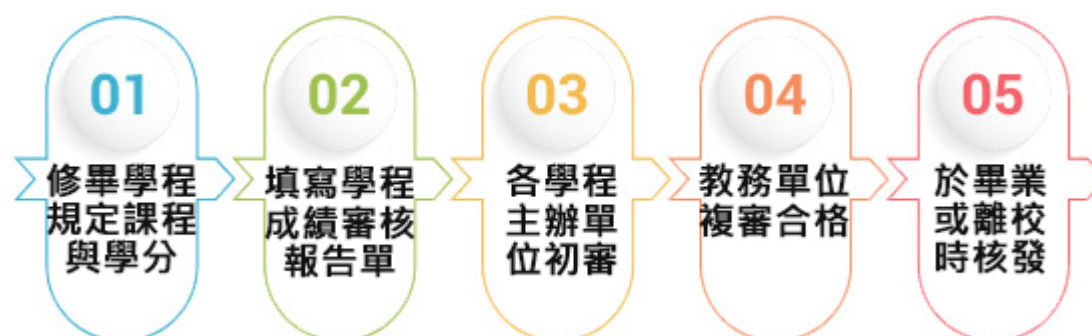 01
修畢學程
規定課程
與學分
02
填寫學程
成績審核
報告單
03
各學程
主辦單
位初審
04
教務單位
複審合格
05
於畢業
或離校
時核發